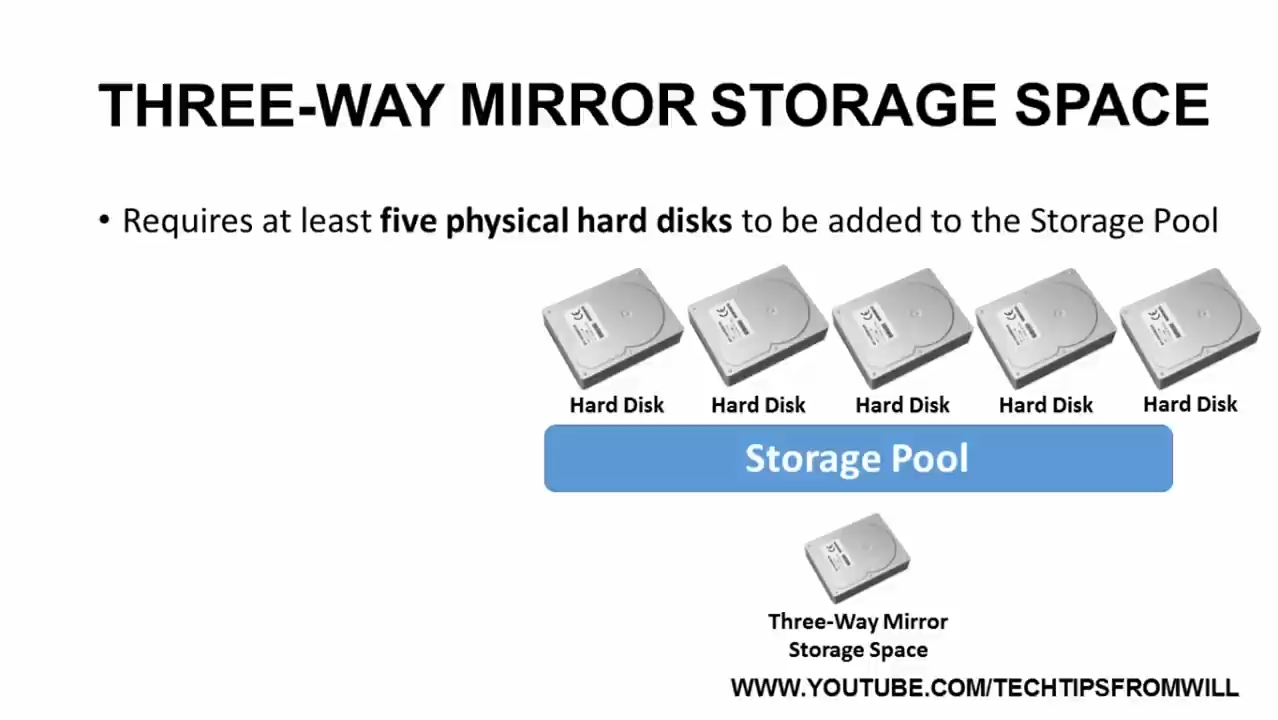 THREE-WAY MIRROR STORAGE SPACE
• Requires at least five physical hard disks to be added to the Storage Pool
Hard Disk Hard Disk Hard Disk Hard Disk Hard Disk
Storage Pool
Three-Way Mirror
Storage Space
WWW.YOUTUBE.COM/TECHTIPSFROMWILL